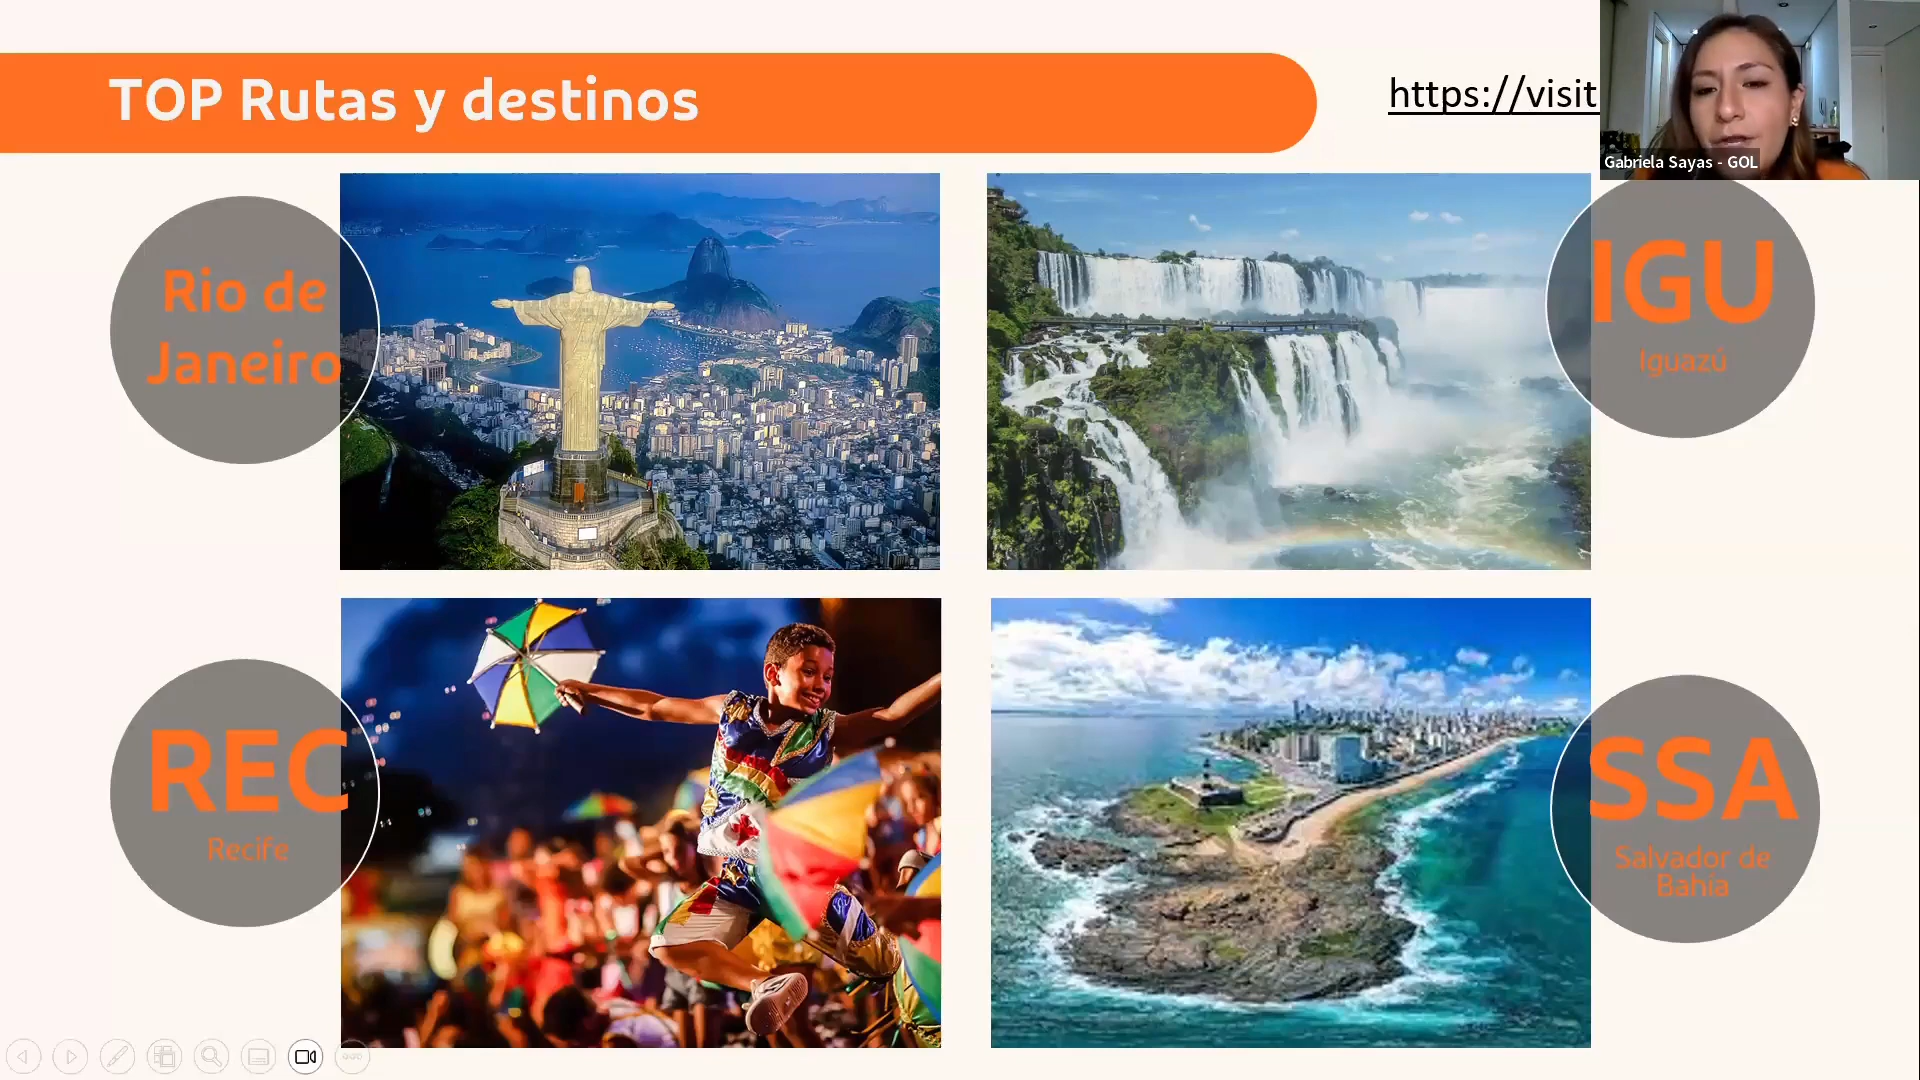 TOP Rutas y destinos
https://visit
Gabriela Sayas - GOL
Rio de
Janeiro
IGU
Iguazú
REC
Recife
SSA
Salvador de
Bahía